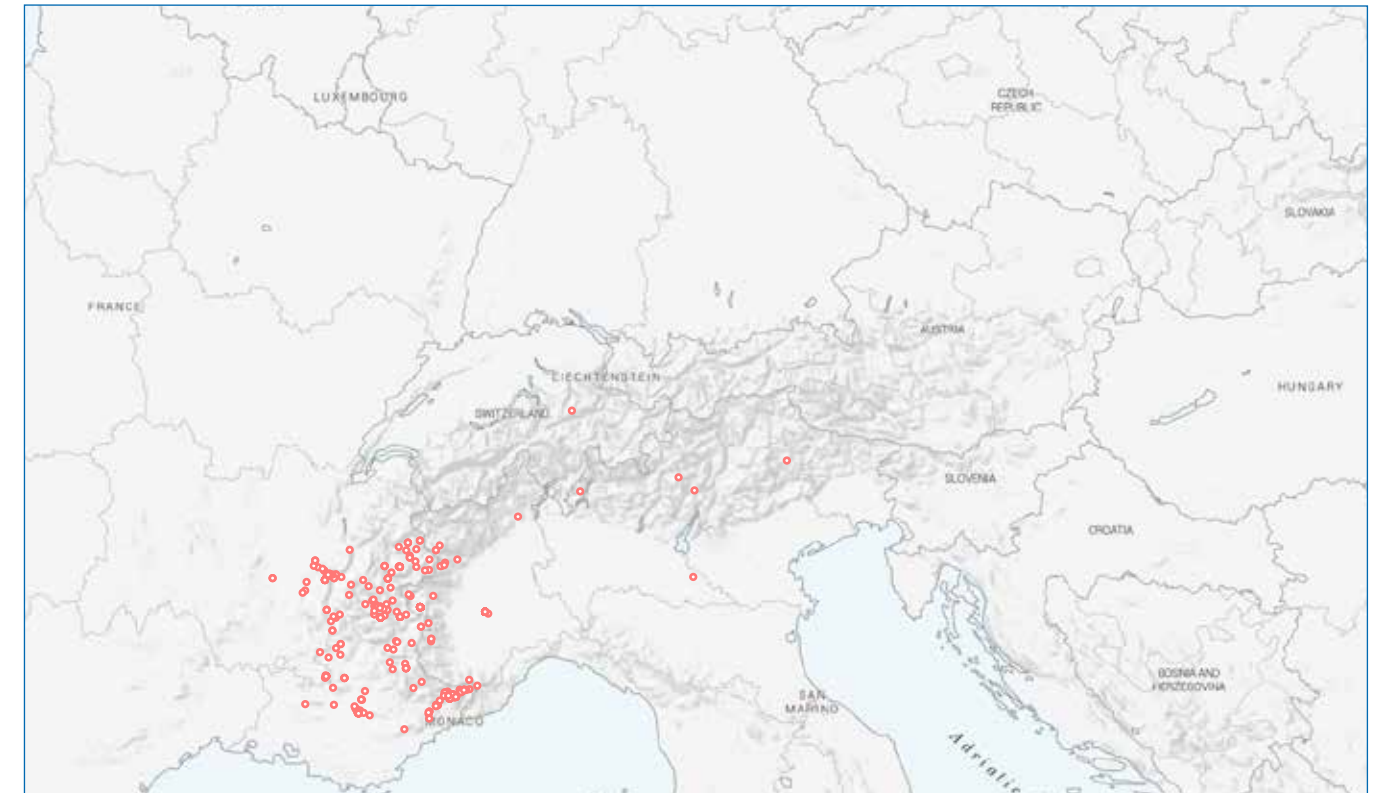 LUXEMBOURG
CZECH
REPUBLIC
SLOVAKIA
FRANCE
AUSTRIA
LIECHTENSTEIN
HUNGARY
SWITZERLAND
SLOVENIA
CROATIA
BOSNIA AND
HERZEGOVINA
SAN
MARINO
MONACO
Adriatic